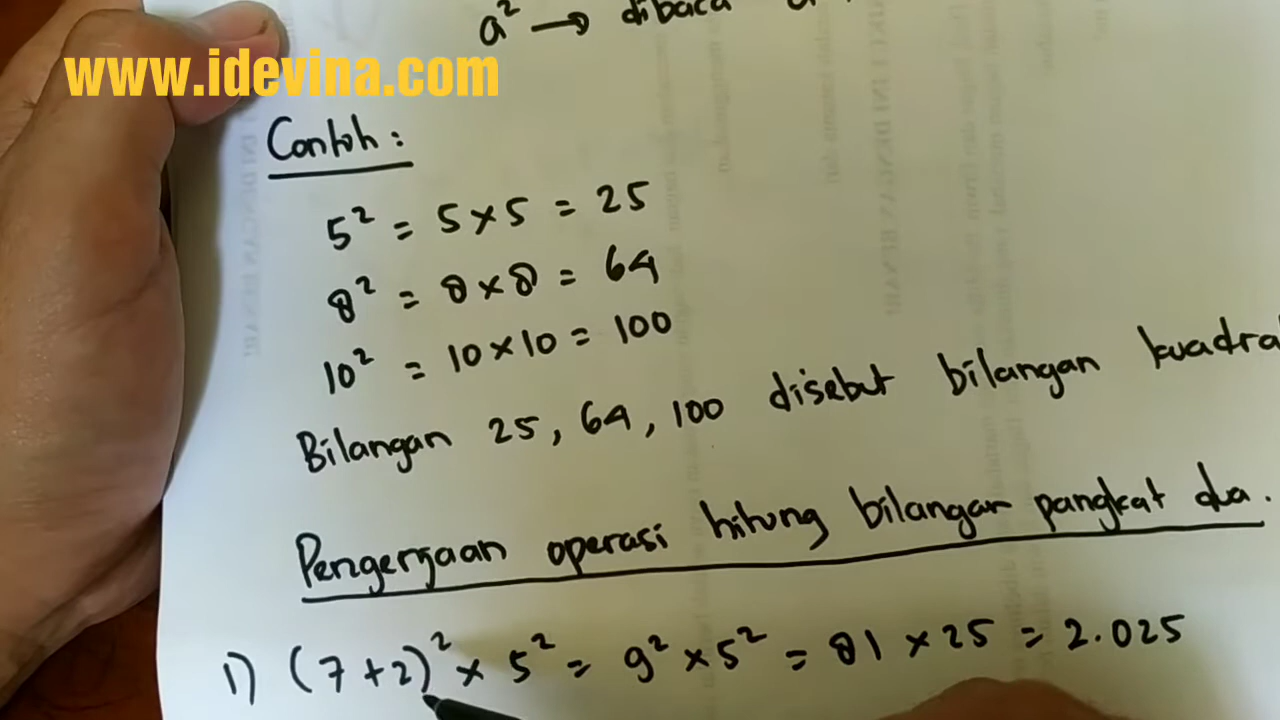 a² → dibaca a
www.idevina.com
Contoh :
5² = 5 × 5 = 25
8² = 8 × 8 = 64
10² = 10 × 10 = 100
Bilangan 25, 64, 100 disebut bilangan kuadra
Pengerjaan operasi hitung bilangan pangkat dua.
1) (7 + 2)² × 5² = 9² × 5² = 81 × 25 = 2.025